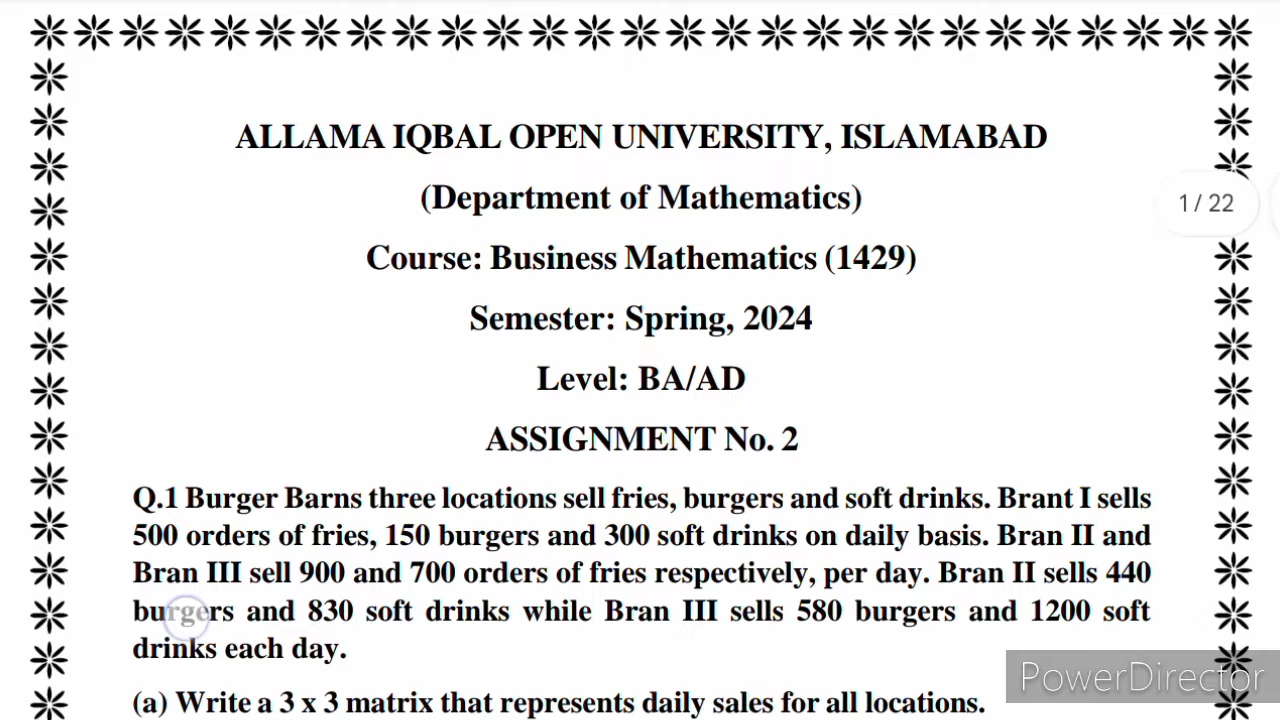 ALLAMA IQBAL OPEN UNIVERSITY, ISLAMABAD
(Department of Mathematics)
1 / 22
Course: Business Mathematics (1429)
Semester: Spring, 2024
Level: BA/AD
ASSIGNMENT No. 2
Q.1 Burger Barns three locations sell fries, burgers and soft drinks. Brant I sells
500 orders of fries, 150 burgers and 300 soft drinks on daily basis. Bran II and
Bran III sell 900 and 700 orders of fries respectively, per day. Bran II sells 440
burgers and 830 soft drinks while Bran III sells 580 burgers and 1200 soft
drinks each day.
PowerDirector
(a) Write a 3 x 3 matrix that represents daily sales for all locations.